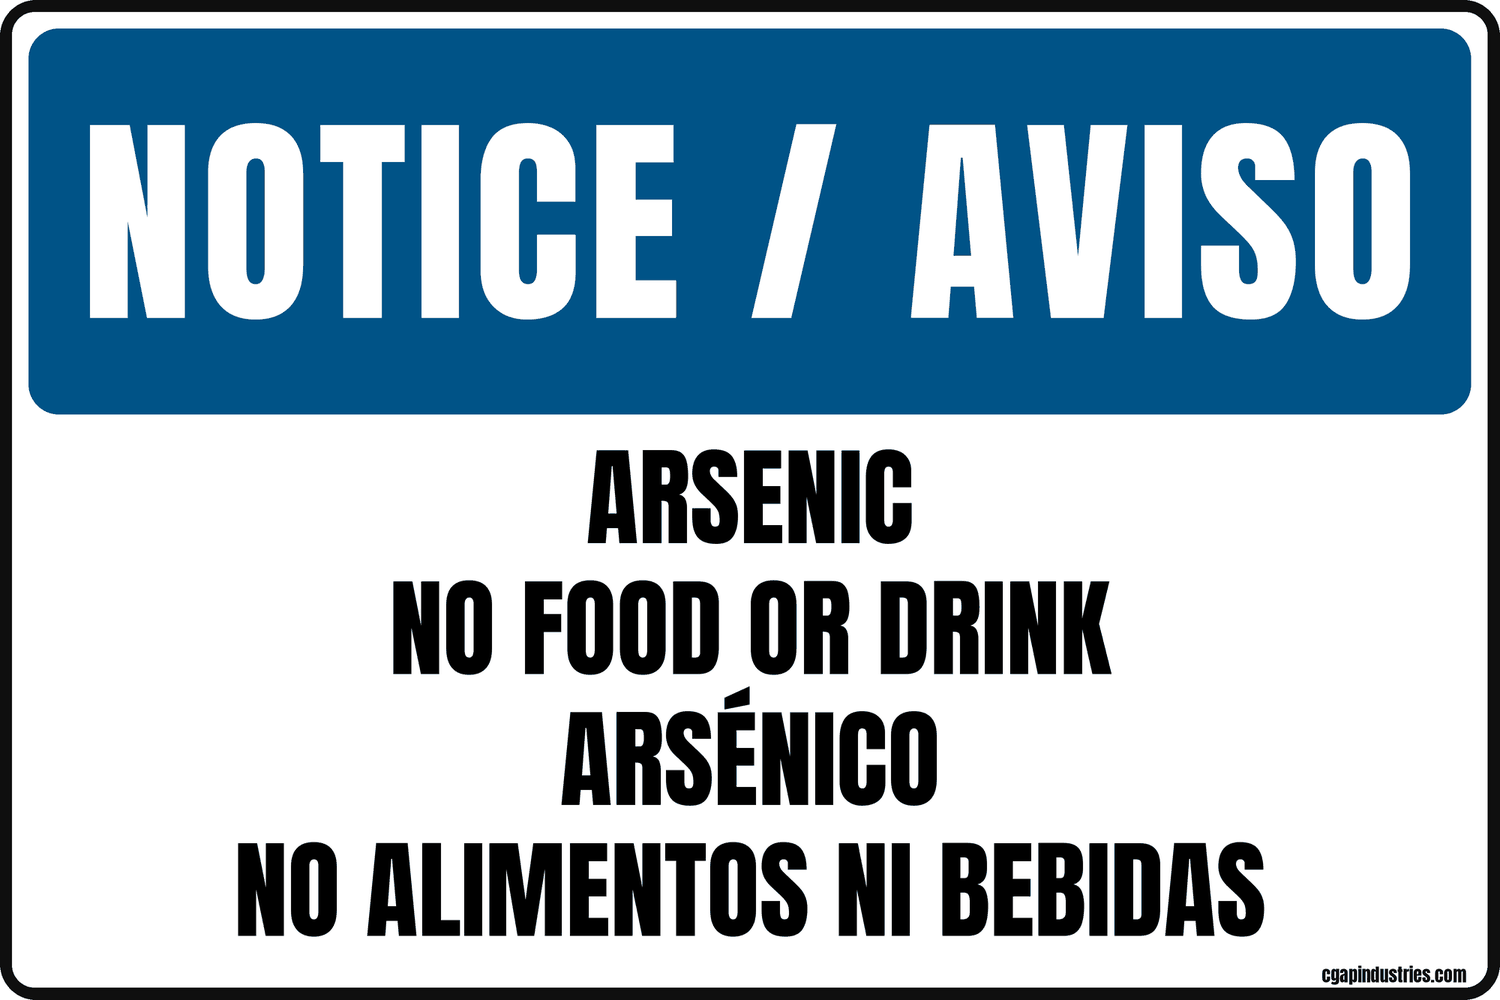 NOTICE / AVISO
ARSENIC
NO FOOD OR DRINK
ARSÉNICO
NO ALIMENTOS NI BEBIDAS
cgapindustries.com